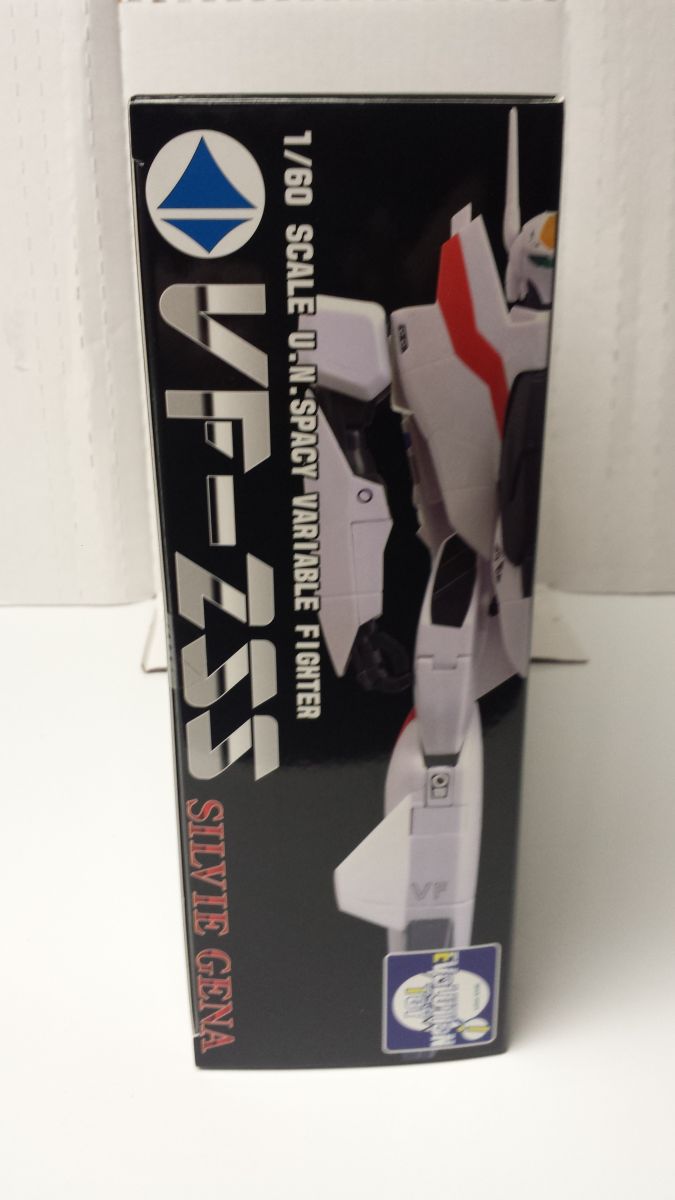 1/60 SCALE U.N.SPACY VARIABLE FIGHTER
VF-2SS
SILVIE GENA
VF
EVOLUTION
TOY